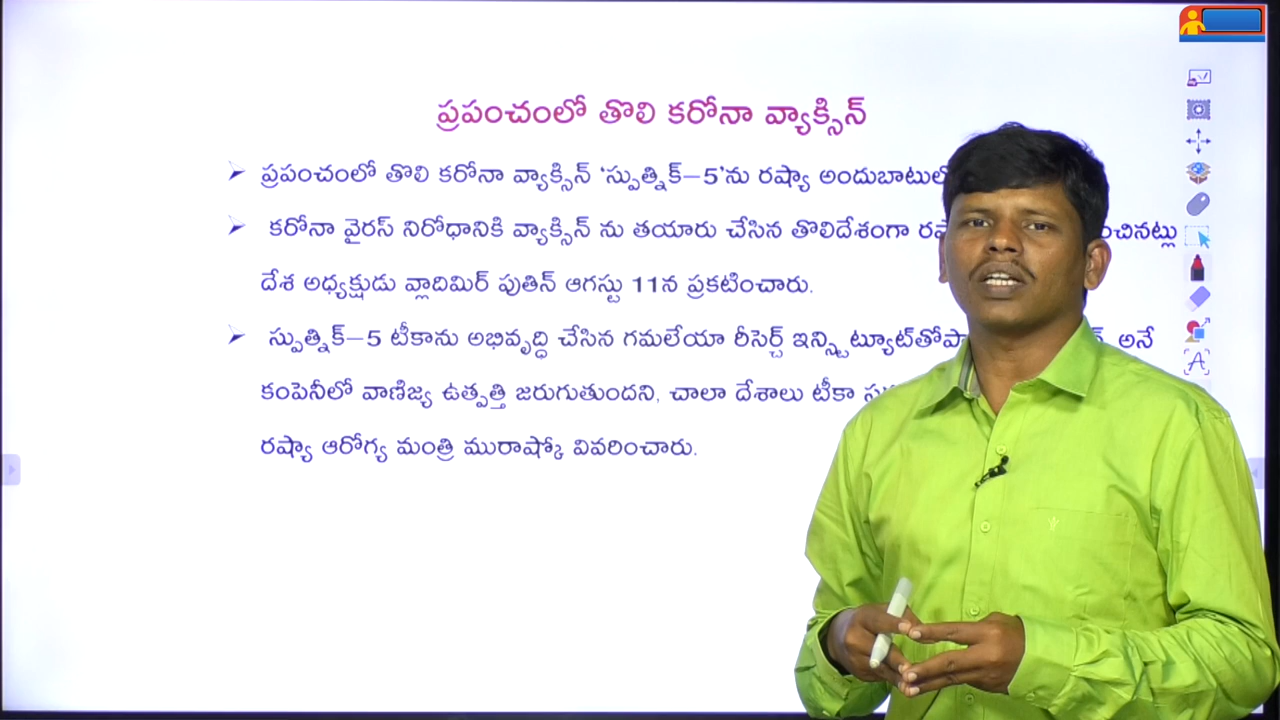 ప్రపంచంలో తొలి కరోనా వ్యాక్సిన్
ప్రపంచంలో తొలి కరోనా వ్యాక్సిన్ ‘స్పుత్నిక్–5’ను రష్యా
కరోనా వైరస్ నిరోధానికి వ్యాక్సిన్ ను తయారు చేసిన తొలిదేశంగా
దేశ అధ్యక్షుడు వ్లాదిమిర్ పుతిన్ ఆగస్టు 11న ప్రకటించారు.
స్పుత్నిక్–5 టీకాను అభివృద్ధి చేసిన గమలేయా రీసెర్చ్ అనే
కంపెనీలో వాణిజ్య ఉత్పత్తి జరుగుతుందని, చాలా దేశాలు టీకా
రష్యా ఆరోగ్య మంత్రి మురాష్కో వివరించారు.